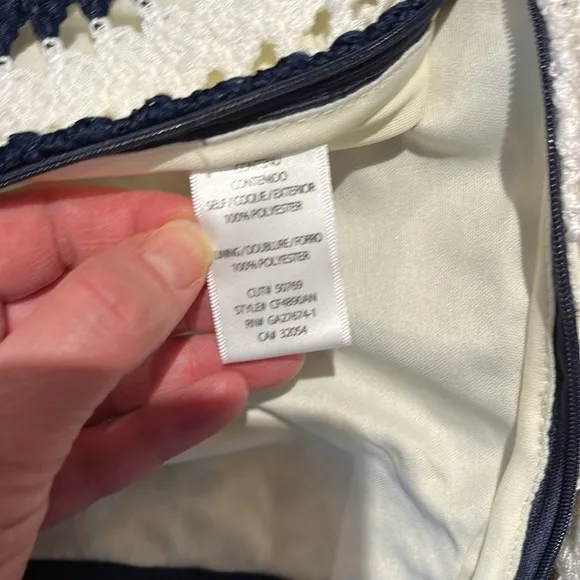 CONTENU
CONTENIDO
SELF/COQUE/EXTERIOR
100% POLYESTER
LINING/DOUBLURE/FORRO
100% POLYESTER
CUT# 50769
STYLE# CF4890AN
RN# GA27674-1
CA# 32054